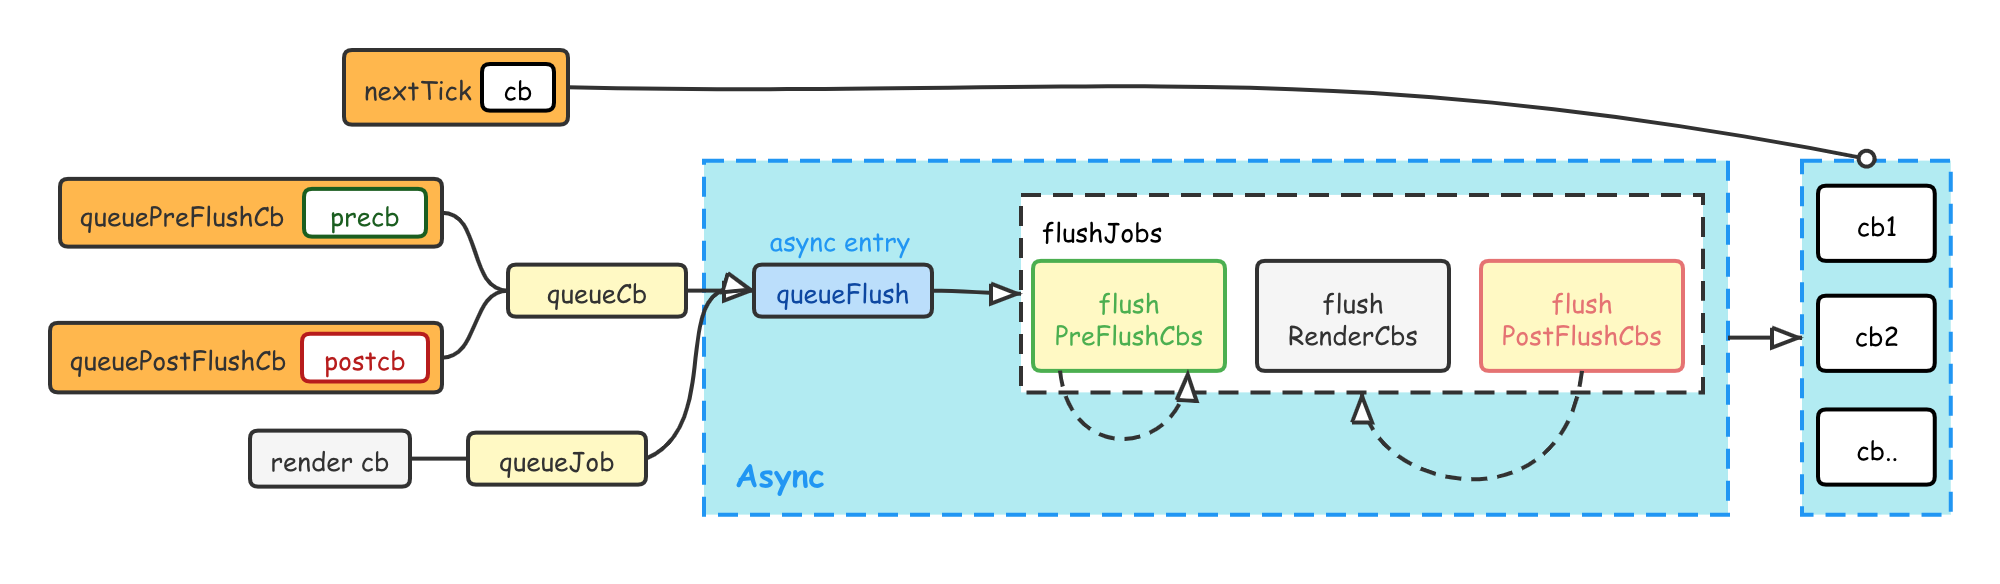 nextTick cb
queuePreFlushCb precb
queuePostFlushCb postcb
render cb
queueCb
queueJob
async entry
queueFlush
Async
flushJobs
flush
PreFlushCbs
flush
RenderCbs
flush
PostFlushCbs
cb1
cb2
cb..